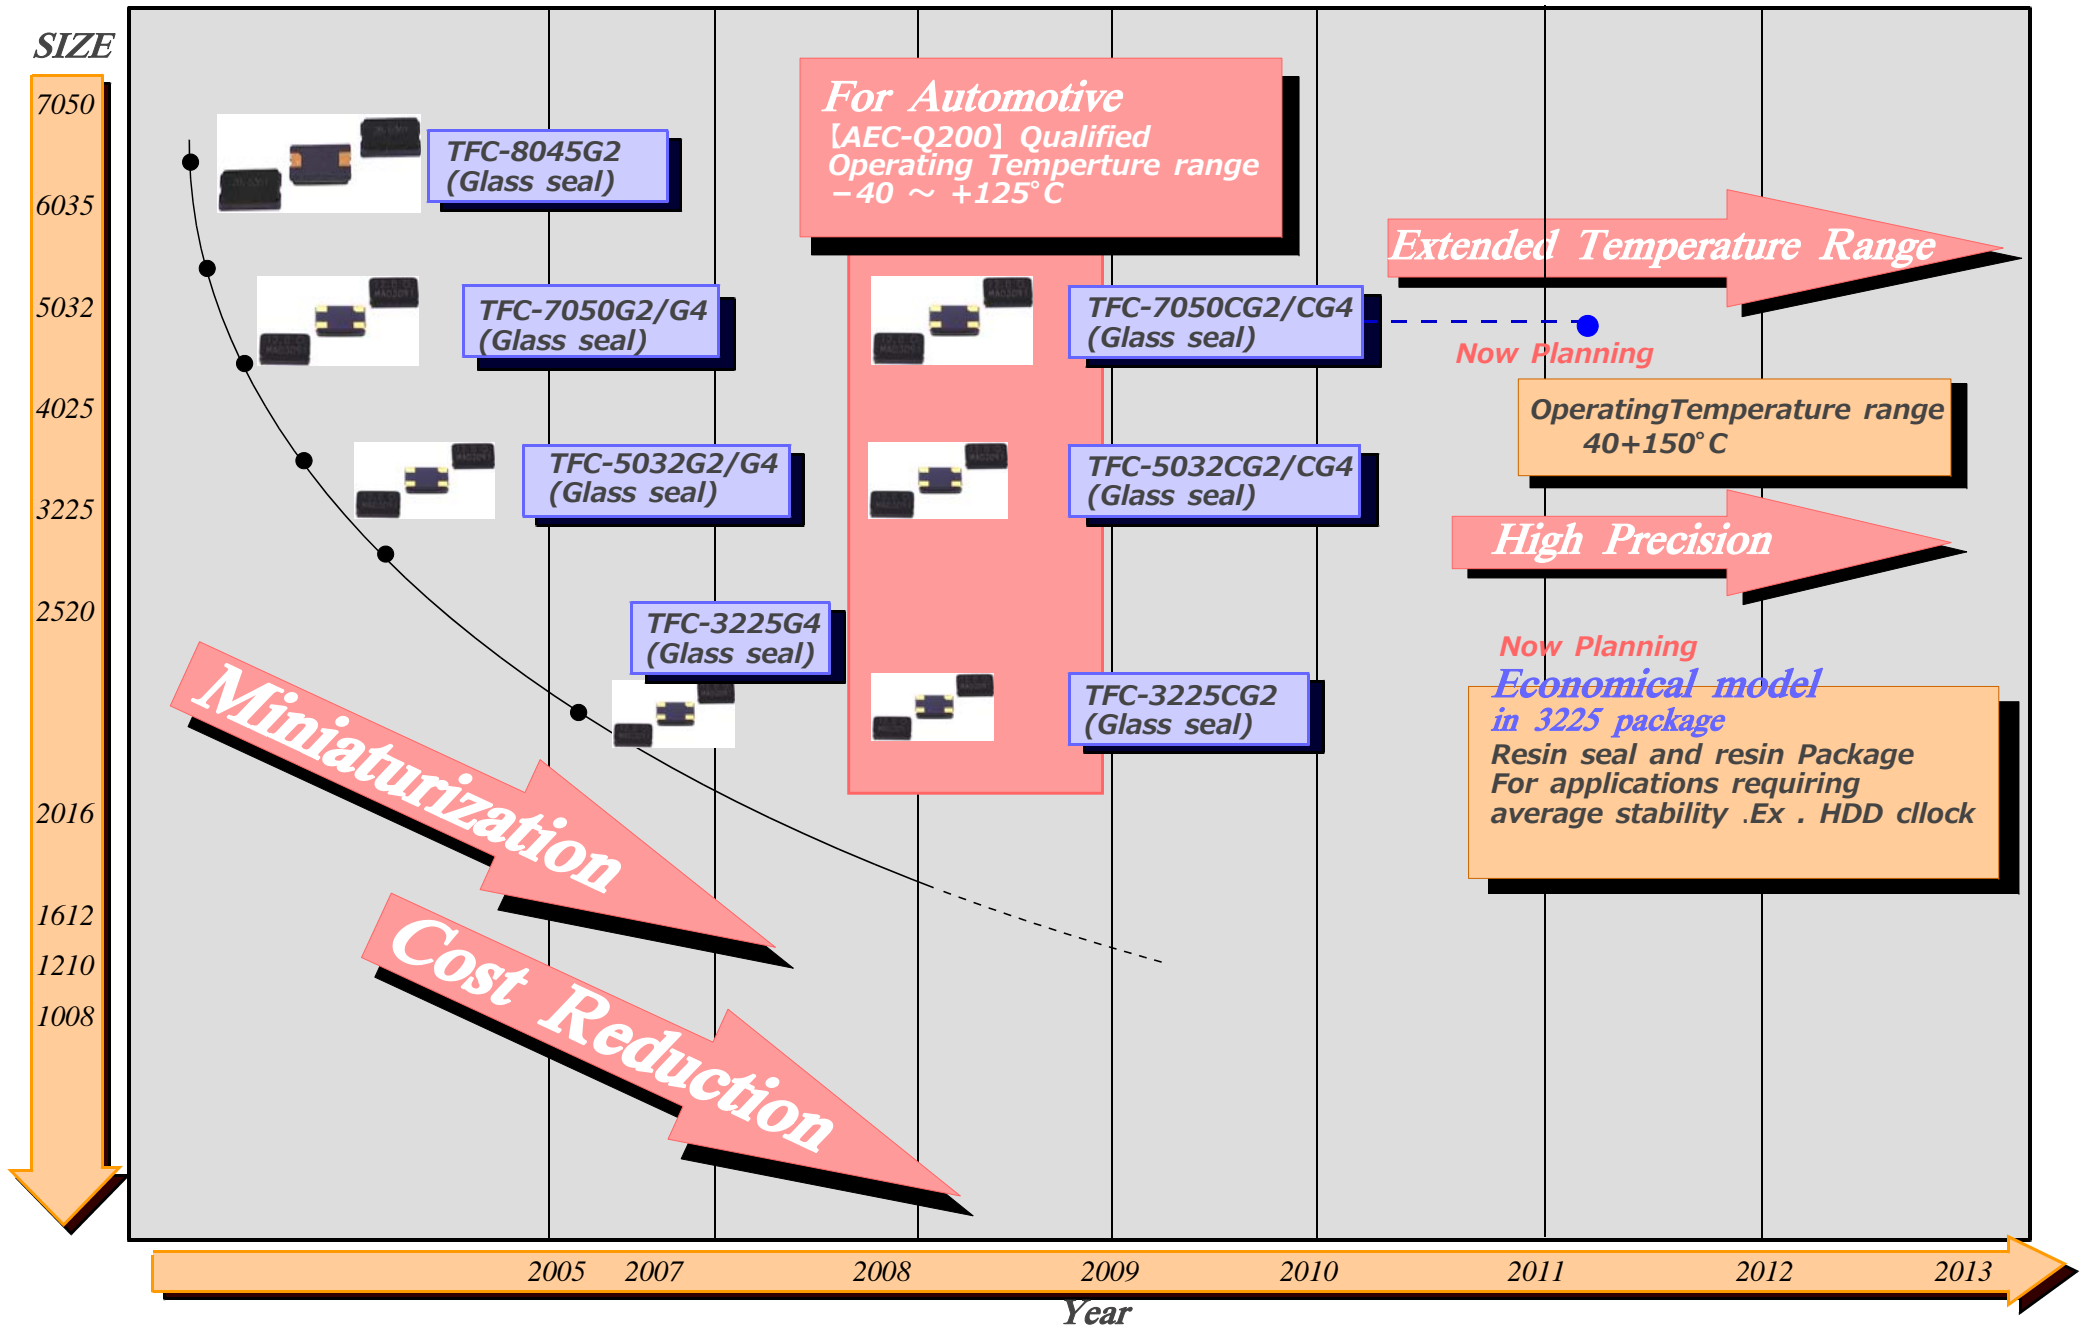 SIZE
7050
6035
5032
4025
3225
2520
2016
1612
1210
1008
TFC-8045G2
(Glass seal)
TFC-7050G2/G4
(Glass seal)
TFC-5032G2/G4
(Glass seal)
TFC-3225G4
(Glass seal)
Miniaturization
Cost Reduction
For Automotive
【AEC-Q200】 Qualified
Operating Temperture range
−40 ～ +125°C
TFC-7050CG2/CG4
(Glass seal)
TFC-5032CG2/CG4
(Glass seal)
TFC-3225CG2
(Glass seal)
Extended Temperature Range
Now Planning
OperatingTemperature range
40+150°C
High Precision
Now Planning
Economical model
in 3225 package
Resin seal and resin Package
For applications requiring
average stability .Ex . HDD cllock
2005 2007 2008 2009 2010 2011 2012 2013
Year